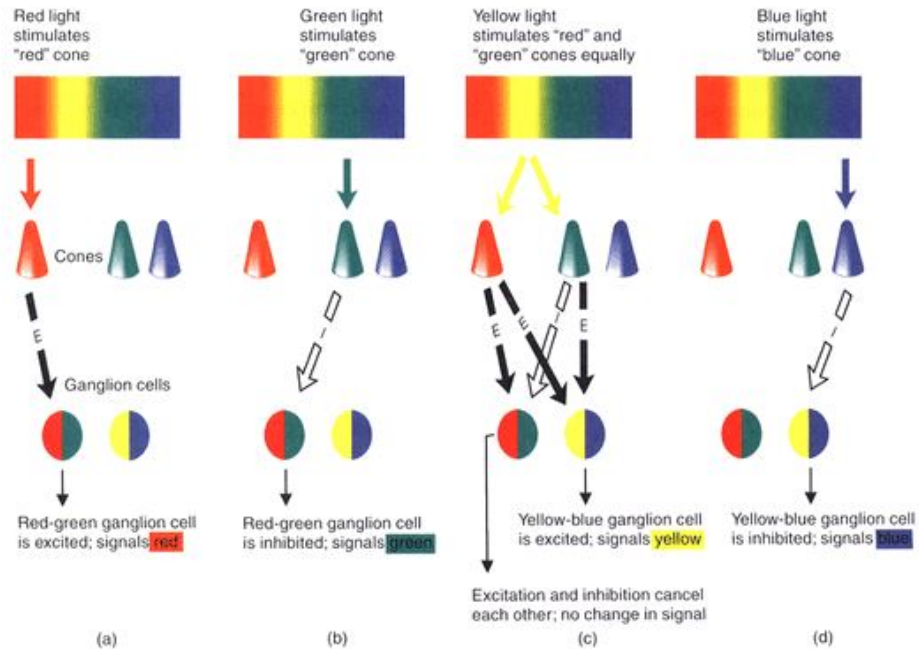 Red light
stimulates
"red" cone
Green light
stimulates
"green" cone
Yellow light
stimulates "red" and
"green" cones equally
Blue light
stimulates
"blue" cone
Cones
E
I
E
E
I
E
I
Ganglion cells
Red-green ganglion cell
is excited; signals red
Red-green ganglion cell
is inhibited; signals green
Yellow-blue ganglion cell
is excited; signals yellow
Yellow-blue ganglion cell
is inhibited; signals blue
Excitation and inhibition cancel
each other; no change in signal
(a)
(b)
(c)
(d)